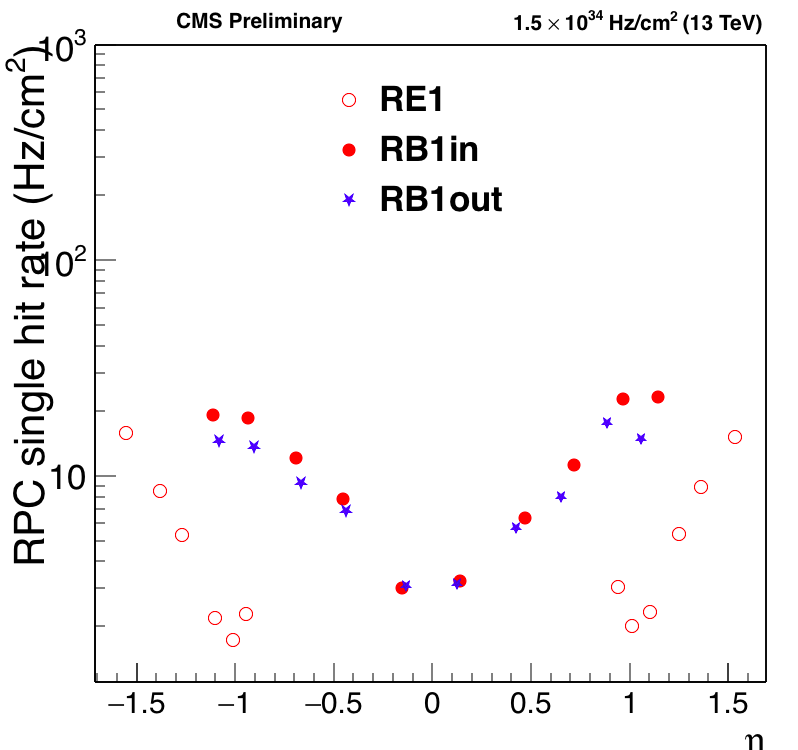 CMS Preliminary
1.5 × 10³⁴ Hz/cm² (13 TeV)
RPC single hit rate (Hz/cm²)
10³
10²
10
RE1
RB1in
RB1out
−1.5 −1 −0.5 0 0.5 1 1.5
η